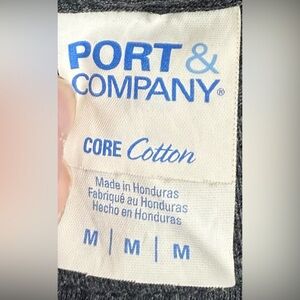 PORT &
COMPANY®
CORE Cotton
Made in Honduras
Fabriqué au Honduras
Hecho en Honduras
M | M | M